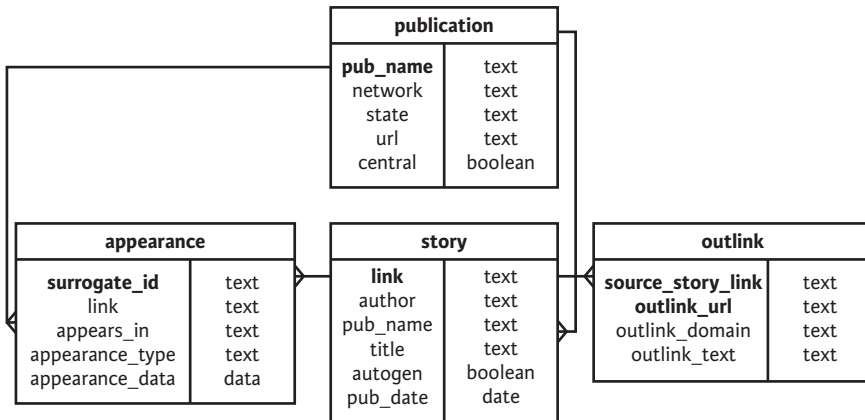 publication
pub_name text
network text
state text
url text
central boolean
appearance
surrogate_id text
link text
appears_in text
appearance_type text
appearance_data data
story
link text
author text
pub_name text
title text
autogen boolean
pub_date date
outlink
source_story_link text
outlink_url text
outlink_domain text
outlink_text text